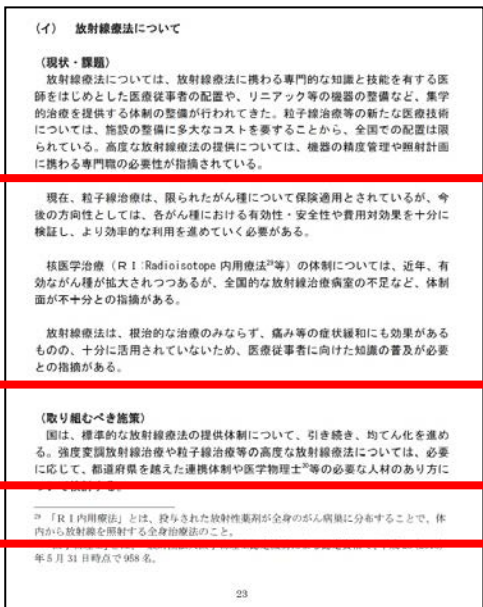 (イ) 放射線療法について
(現状・課題)
放射線療法については、放射線療法に携わる専門的な知識と技能を有する医
師をはじめとした医療従事者の配置や、リニアック等の機器の整備など、集学
的治療を提供する体制の整備が行われてきた。粒子線治療等の新たな医療技術
については、施設の整備に多大なコストを要することから、全国での配置は限
られている。高度な放射線療法の提供については、機器の精度管理や照射計画
に携わる専門職の必要性が指摘されている。
現在、粒子線治療は、限られたがん種について保険適用とされているが、今
後の方向性としては、各がん種における有効性・安全性や費用対効果を十分に
検証し、より効率的な利用を進めていく必要がある。
核医学治療(RI:Radioisotope 内用療法29等)の体制については、近年、有
効ながん種が拡大されつつあるが、全国的な放射線治療病室の不足など、体制
面が不十分との指摘がある。
放射線療法は、根治的な治療のみならず、痛み等の症状緩和にも効果がある
ものの、十分に活用されていないため、医療従事者に向けた知識の普及が必要
との指摘がある。
(取り組むべき施策)
国は、標準的な放射線療法の提供体制について、引き続き、均てん化を進め
る。強度変調放射線治療や粒子線治療等の高度な放射線療法については、必要
に応じて、都道府県を越えた連携体制や医学物理士30等の必要な人材のあり方に
29 「RI内用療法」とは、投与された放射性薬剤が全身のがん病巣に分布することで、体
内から放射線を照射する全身治療法のこと。
年5月31日時点で958名。
23